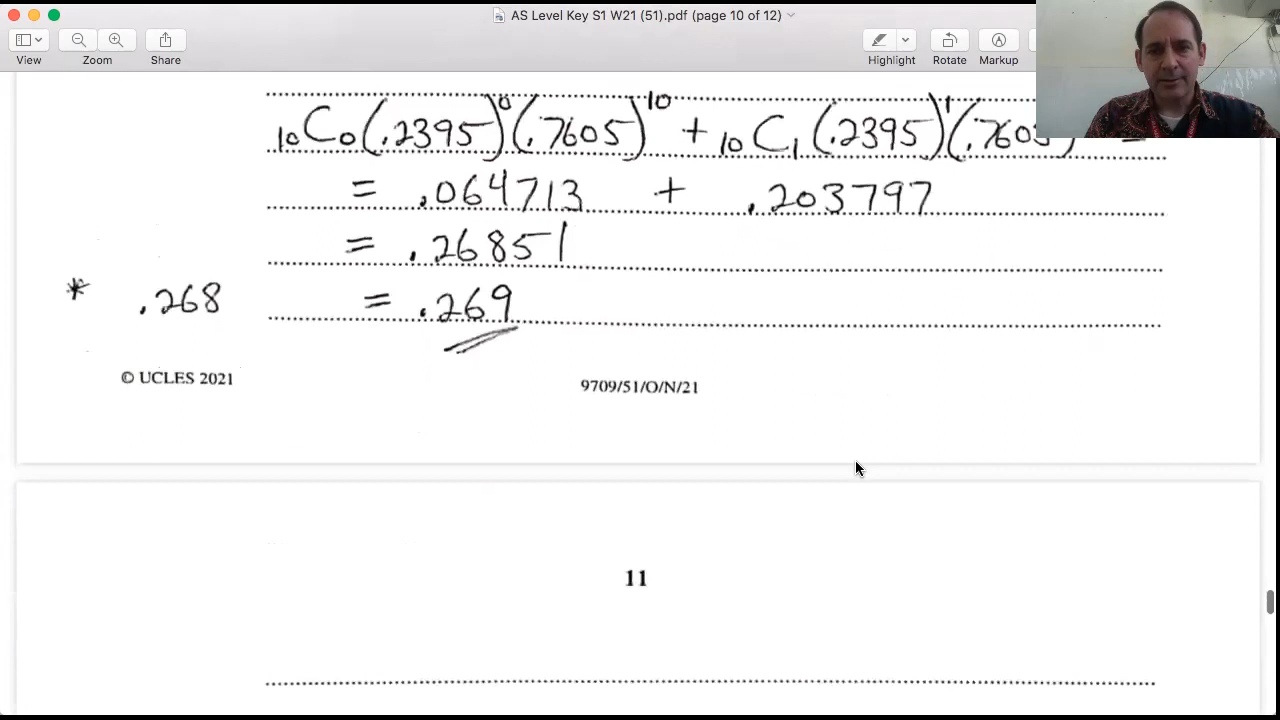 AS Level Key S1 W21 (51).pdf (page 10 of 12)
View Zoom Share Highlight Rotate Markup
₁₀C₀(.2395)⁰(.7605)¹⁰ + ₁₀C₁(.2395)¹(.7605)
= .064713 + .203797
= .26851
* .268 = .269
© UCLES 2021 9709/51/O/N/21
11